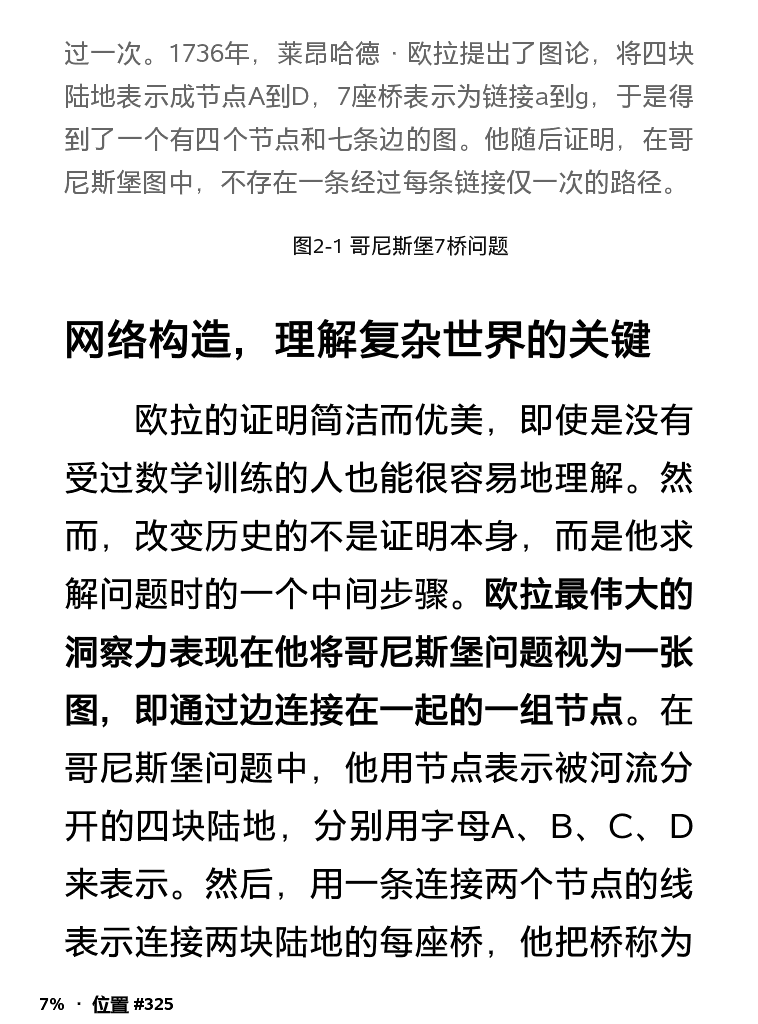 过一次。1736年，莱昂哈德·欧拉提出了图论，将四块
陆地表示成节点A到D，7座桥表示为链接a到g，于是得
到了一个有四个节点和七条边的图。他随后证明，在哥
尼斯堡图中，不存在一条经过每条链接仅一次的路径。
图2-1 哥尼斯堡7桥问题
网络构造，理解复杂世界的关键
欧拉的证明简洁而优美，即使是没有
受过数学训练的人也能很容易地理解。然
而，改变历史的不是证明本身，而是他求
解问题时的一个中间步骤。欧拉最伟大的
洞察力表现在他将哥尼斯堡问题视为一张
图，即通过边连接在一起的一组节点。在
哥尼斯堡问题中，他用节点表示被河流分
开的四块陆地，分别用字母A、B、C、D
来表示。然后，用一条连接两个节点的线
表示连接两块陆地的每座桥，他把桥称为
7% · 位置 #325